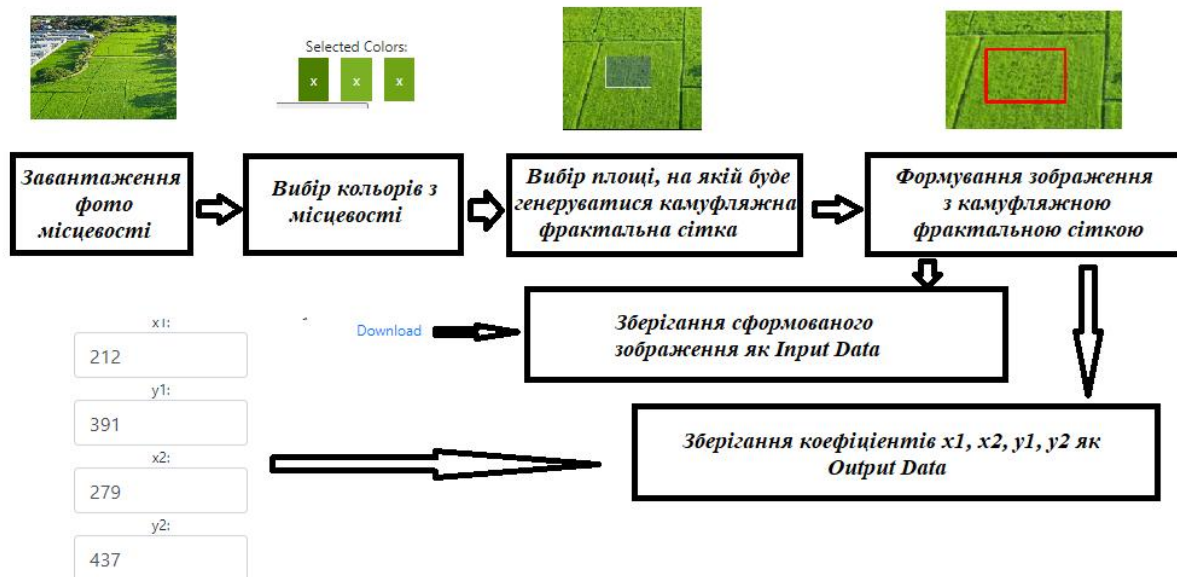 Selected Colors:
x x x
Завантаження
фото
місцевості
Вибір кольорів з
місцевості
Вибір площі, на якій буде
генеруватися камуфляжна
фрактальна сітка
Формування зображення
з камуфляжною
фрактальною сіткою
Download
Зберігання сформованого
зображення як Input Data
x1:
212
y1:
391
x2:
279
y2:
437
Зберігання коефіцієнтів x1, x2, y1, y2 як
Output Data